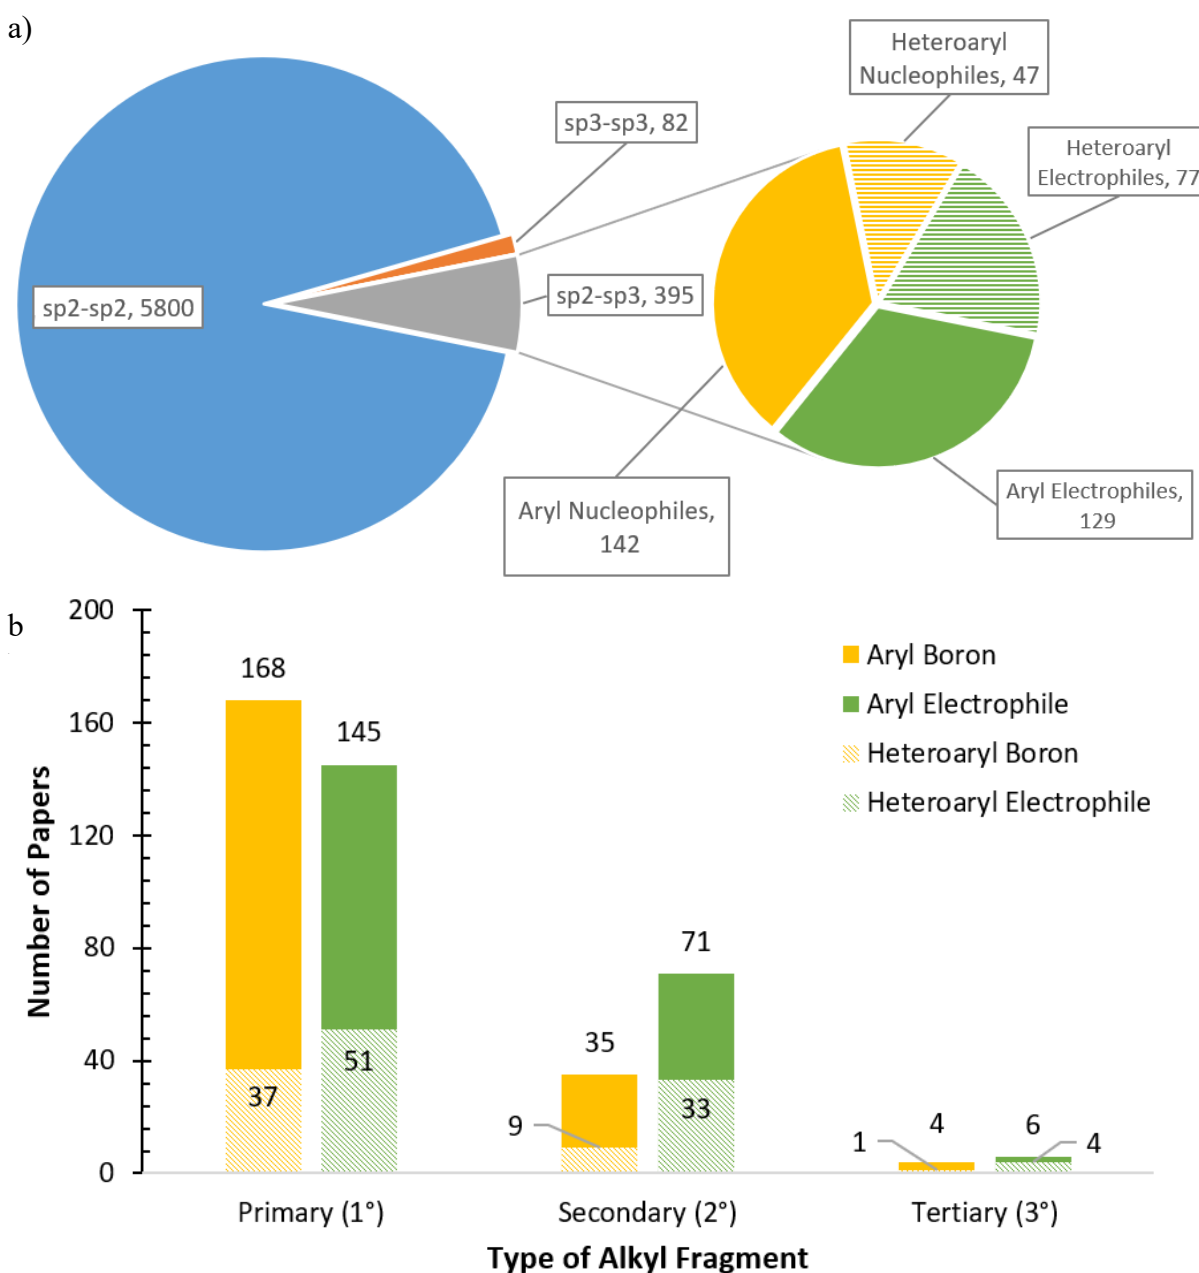 a)
Heteroaryl
Nucleophiles, 47
sp3-sp3, 82
Heteroaryl
Electrophiles, 77
sp2-sp2, 5800
sp2-sp3, 395
Aryl Nucleophiles,
142
Aryl Electrophiles,
129
b
200
160
120
80
40
0
Number of Papers
168
145
37
51
35
71
9
33
4
6
1
4
Aryl Boron
Aryl Electrophile
Heteroaryl Boron
Heteroaryl Electrophile
Primary (1°)
Secondary (2°)
Tertiary (3°)
Type of Alkyl Fragment